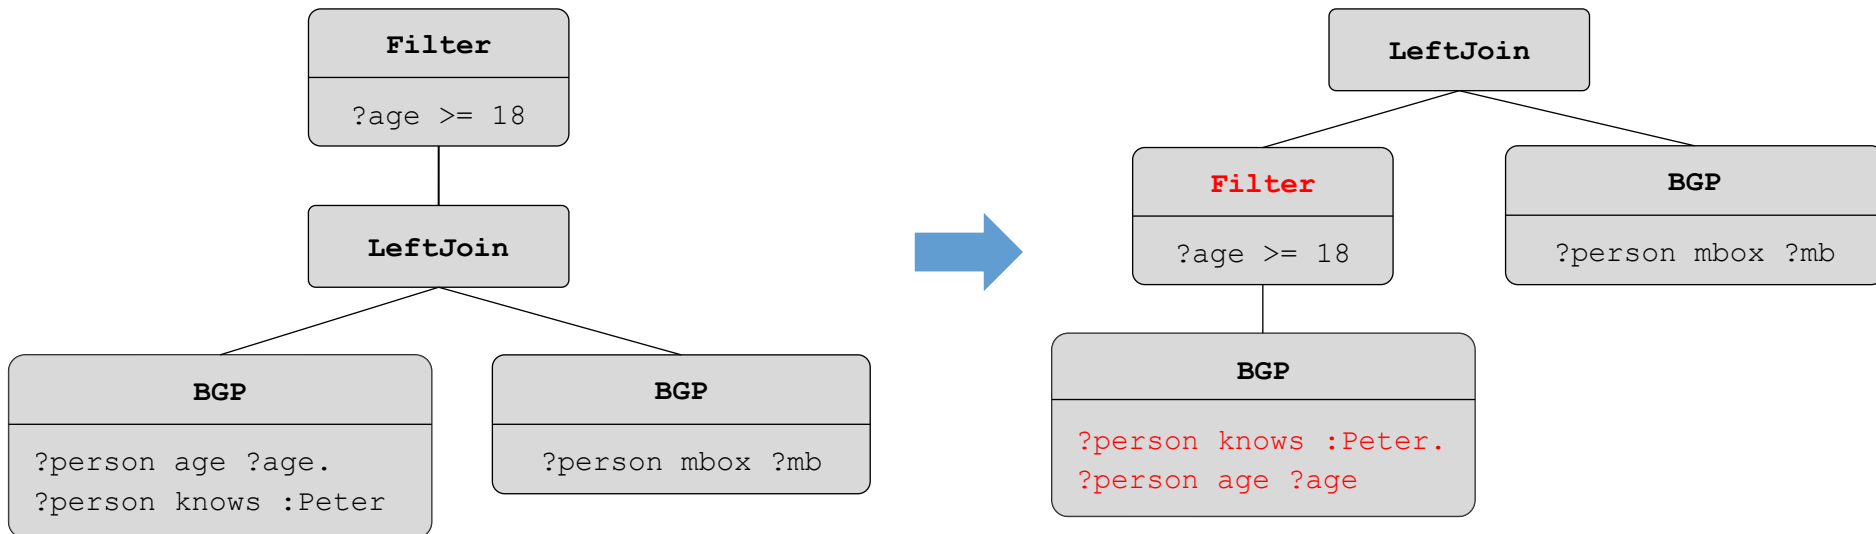 Filter
?age >= 18
LeftJoin
BGP
?person age ?age.
?person knows :Peter
BGP
?person mbox ?mb
LeftJoin
Filter
?age >= 18
BGP
?person knows :Peter.
?person age ?age
BGP
?person mbox ?mb